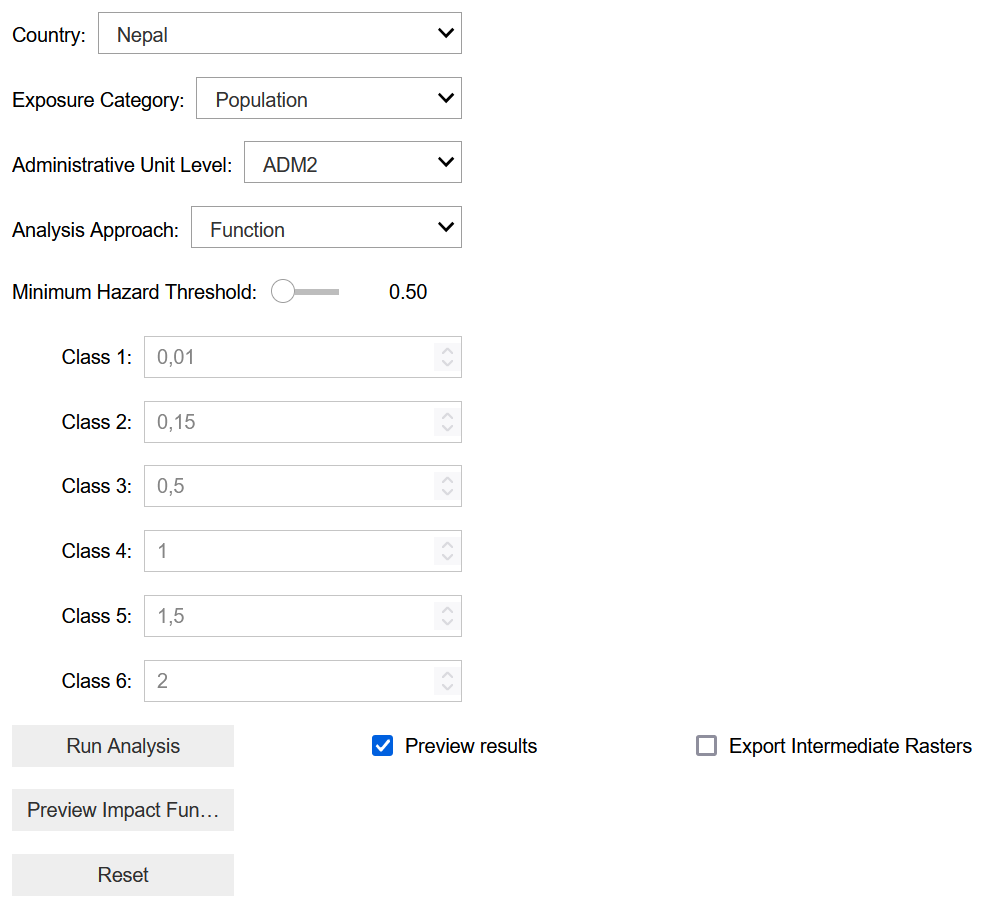 Country: Nepal
Exposure Category: Population
Administrative Unit Level: ADM2
Analysis Approach: Function
Minimum Hazard Threshold: 0.50
Class 1: 0,01
Class 2: 0,15
Class 3: 0,5
Class 4: 1
Class 5: 1,5
Class 6: 2
Run Analysis Preview results Export Intermediate Rasters
Preview Impact Fun…
Reset